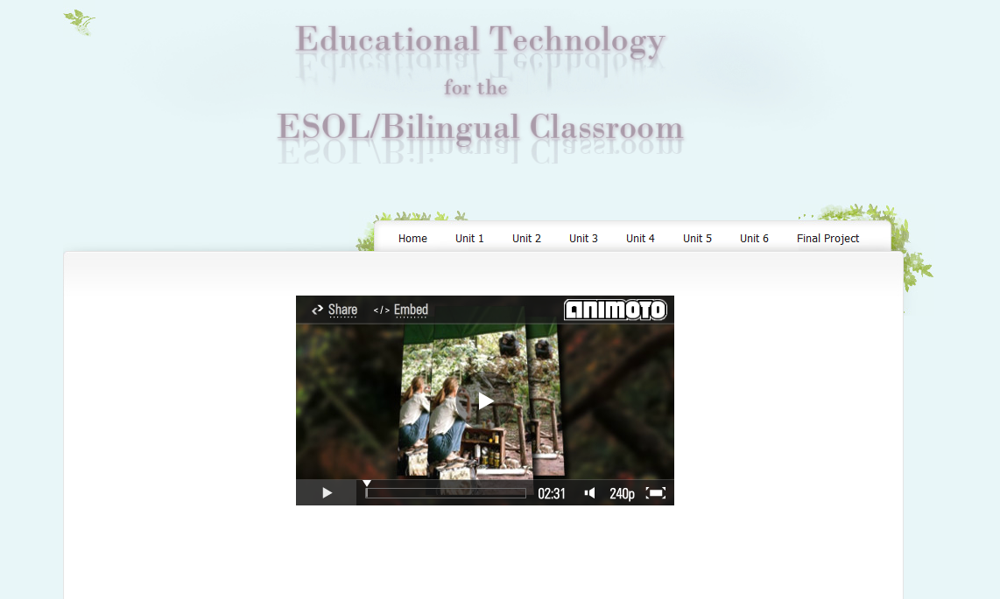 Educational Technology
for the
ESOL/Bilingual Classroom
Home Unit 1 Unit 2 Unit 3 Unit 4 Unit 5 Unit 6 Final Project
Share </> Embed ANIMOTO
02:31 240p